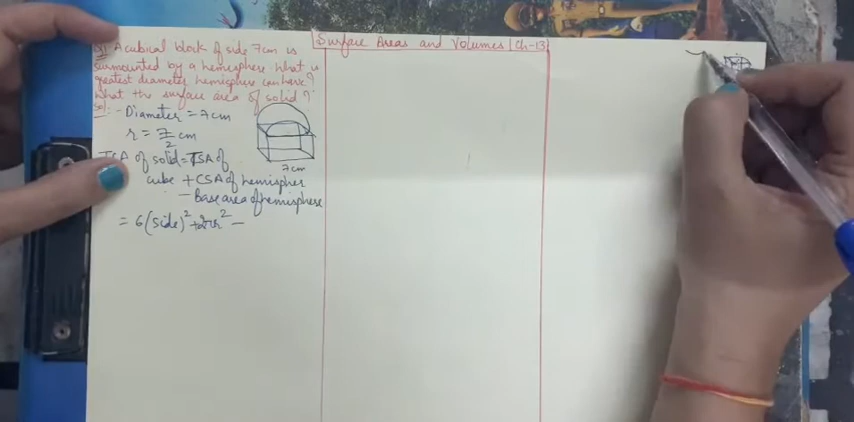 Surface Areas and Volumes | Ch-13
Q1 A cubical block of side 7cm is
surmounted by a hemisphere. What is
greatest diameter hemisphere can have?
What the surface area of solid?
Sol:- Diameter = 7cm
r = 7/2 cm
7cm
TSA of solid = TSA of
cube + CSA of hemispher
- Base area of hemisphere
= 6(side)² + 2πr² -